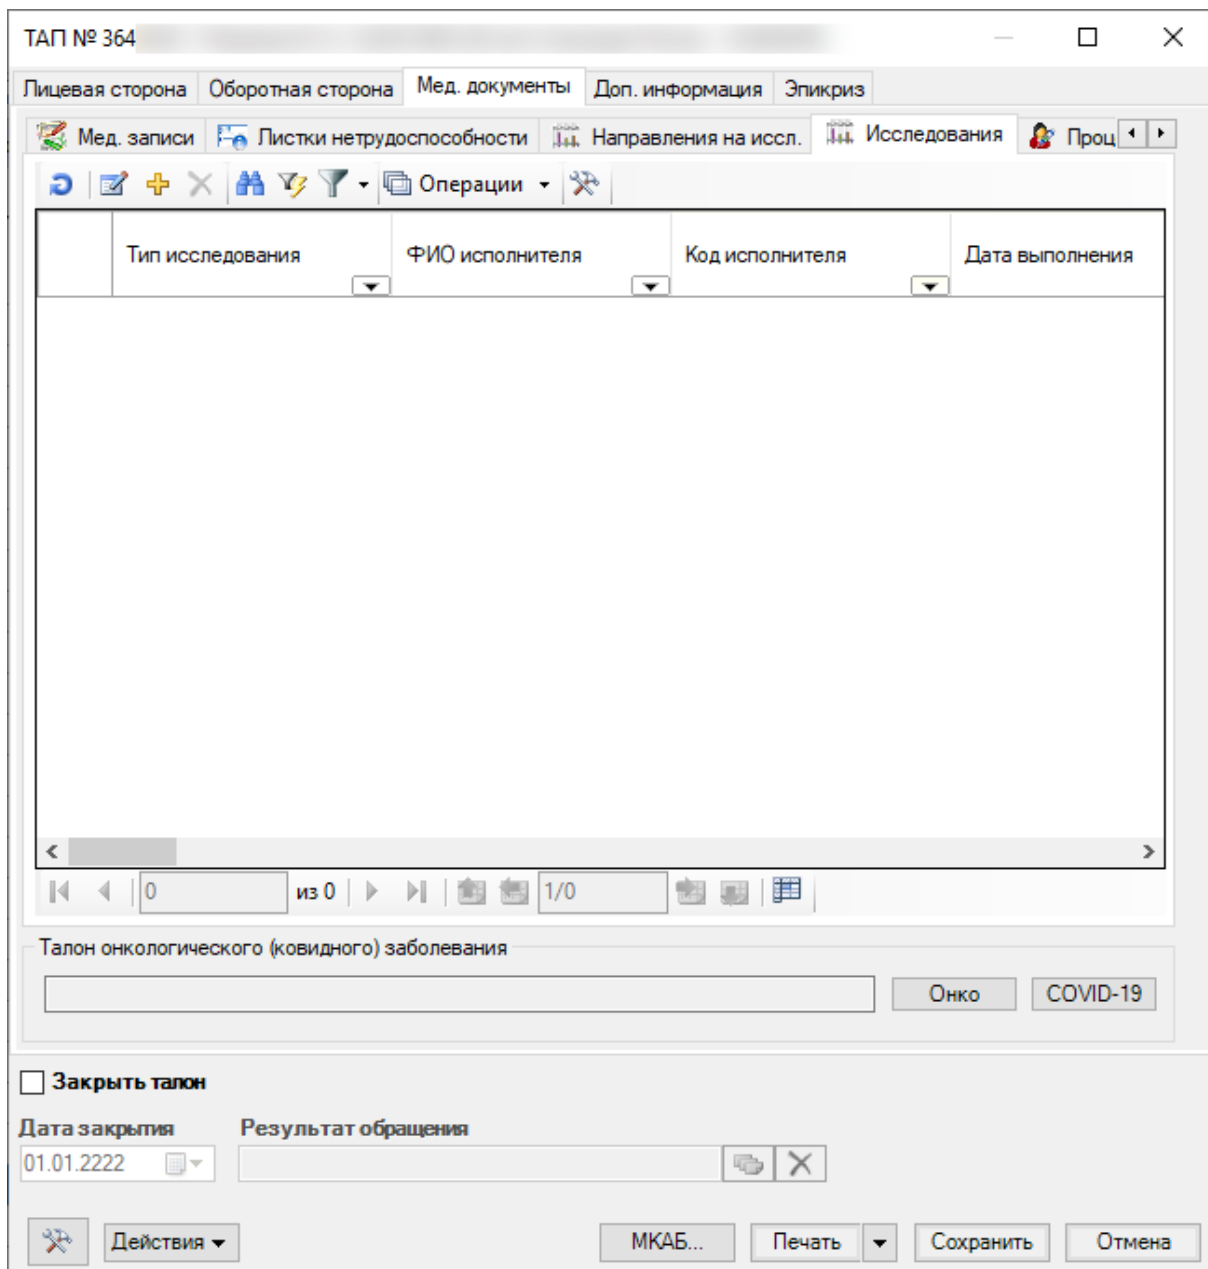 ТАП № 364
Лицевая сторона Оборотная сторона Мед. документы Доп. информация Эпикриз
Мед. записи Листки нетрудоспособности Направления на иссл. Исследования Проц
Операции
Тип исследования ФИО исполнителя Код исполнителя Дата выполнения
0 из 0 1/0
Талон онкологического (ковидного) заболевания
Онко COVID-19
Закрыть талон
Дата закрытия Результат обращения
01.01.2222
Действия МКАБ... Печать Сохранить Отмена